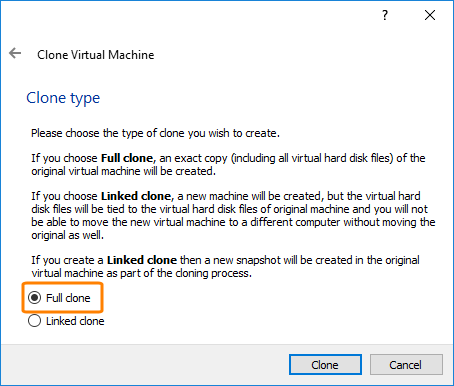 ?
Clone Virtual Machine
Clone type
Please choose the type of clone you wish to create.
If you choose Full clone, an exact copy (including all virtual hard disk files) of the
original virtual machine will be created.
If you choose Linked clone, a new machine will be created, but the virtual hard
disk files will be tied to the virtual hard disk files of original machine and you will not
be able to move the new virtual machine to a different computer without moving the
original as well.
If you create a Linked clone then a new snapshot will be created in the original
virtual machine as part of the cloning process.
Full clone
Linked clone
Clone
Cancel